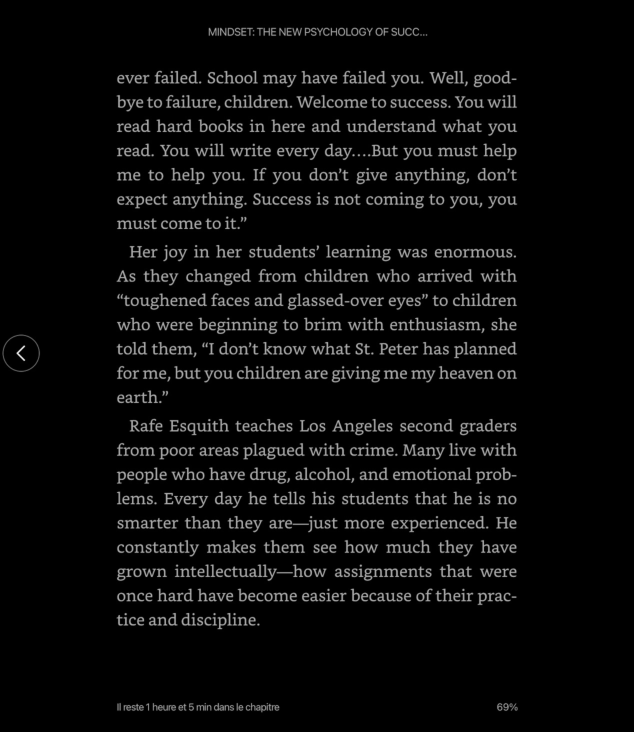 MINDSET: THE NEW PSYCHOLOGY OF SUCC...
ever failed. School may have failed you. Well, good-
bye to failure, children. Welcome to success. You will
read hard books in here and understand what you
read. You will write every day....But you must help
me to help you. If you don’t give anything, don’t
expect anything. Success is not coming to you, you
must come to it.”
Her joy in her students’ learning was enormous.
As they changed from children who arrived with
“toughened faces and glassed-over eyes” to children
who were beginning to brim with enthusiasm, she
told them, “I don’t know what St. Peter has planned
for me, but you children are giving me my heaven on
earth.”
Rafe Esquith teaches Los Angeles second graders
from poor areas plagued with crime. Many live with
people who have drug, alcohol, and emotional prob-
lems. Every day he tells his students that he is no
smarter than they are—just more experienced. He
constantly makes them see how much they have
grown intellectually—how assignments that were
once hard have become easier because of their prac-
tice and discipline.
Il reste 1 heure et 5 min dans le chapitre
69%